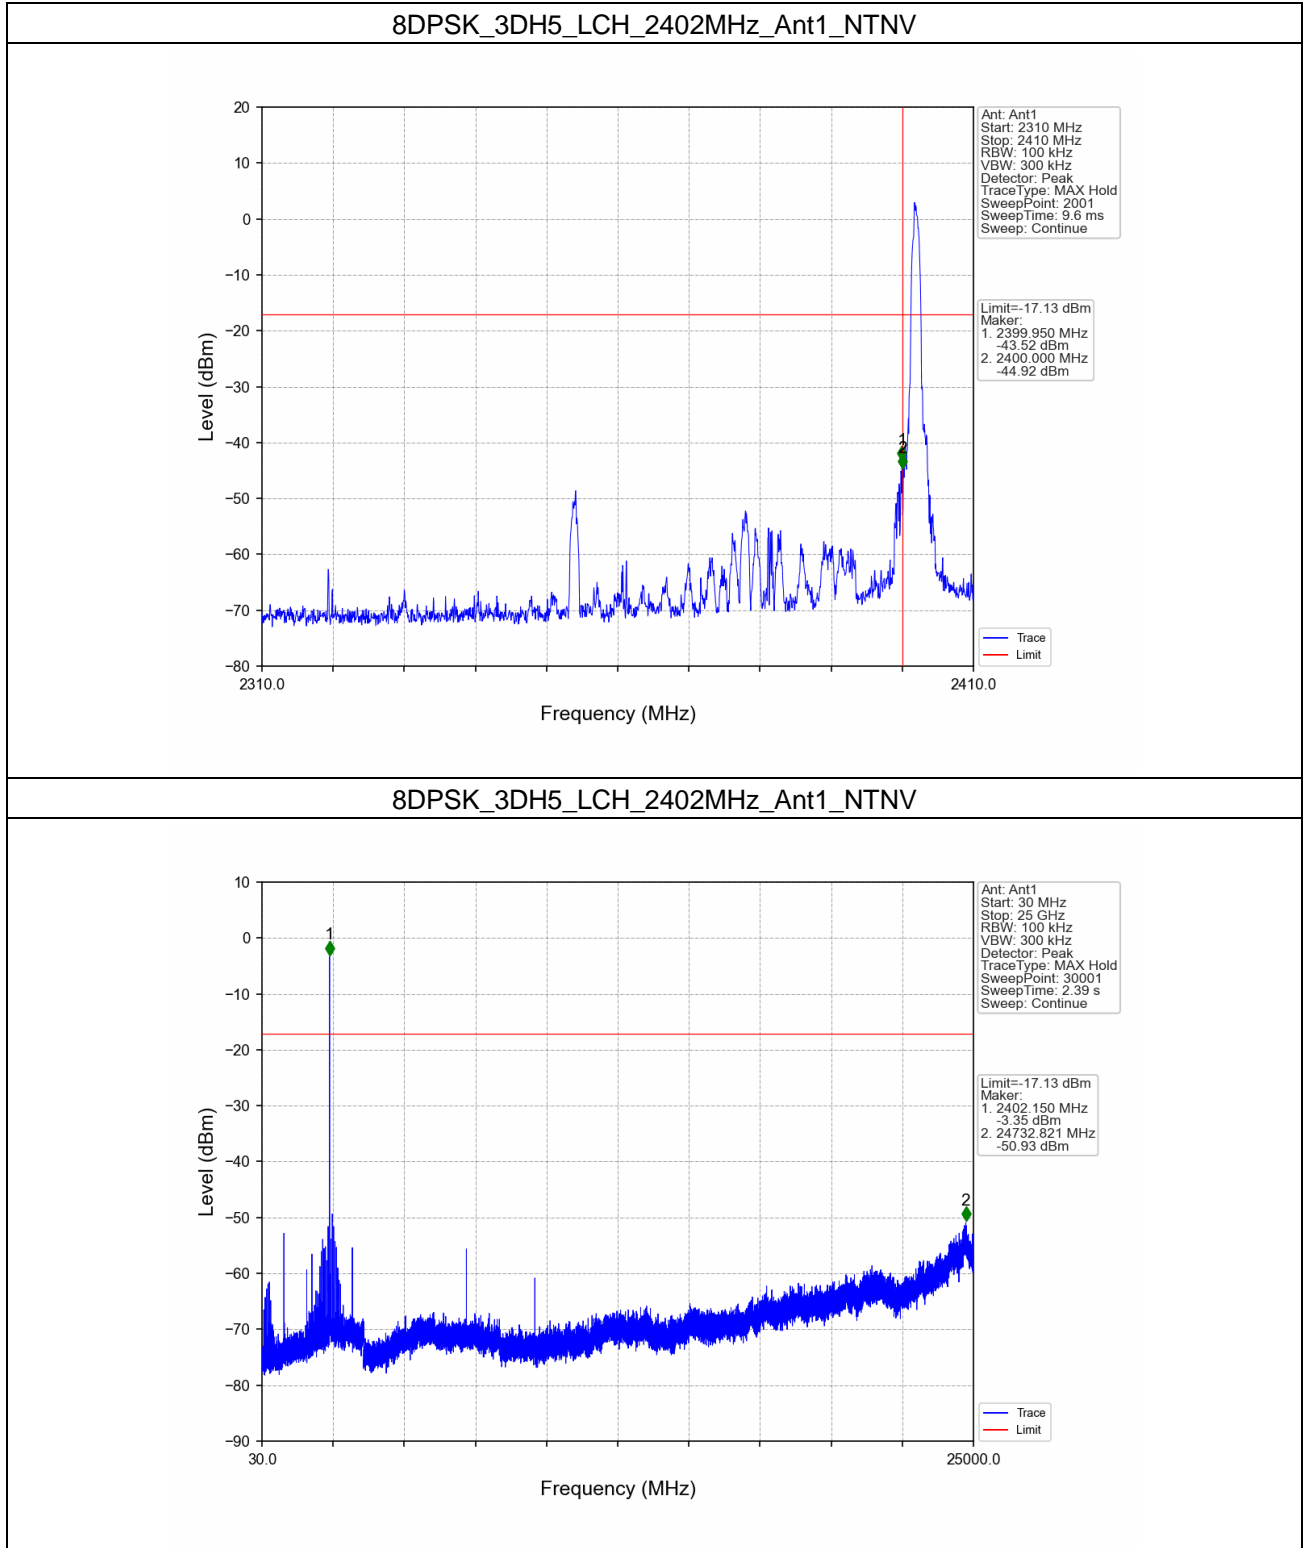 8DPSK_3DH5_LCH_2402MHz_Ant1_NTNV
20
10
0
−10
−20
−30
−40
−50
−60
−70
−80
Level (dBm)
2310.0
2410.0
Frequency (MHz)
1
2
Ant: Ant1
Start: 2310 MHz
Stop: 2410 MHz
RBW: 100 kHz
VBW: 300 kHz
Detector: Peak
TraceType: MAX Hold
SweepPoint: 2001
SweepTime: 9.6 ms
Sweep: Continue
Limit=-17.13 dBm
Maker:
1. 2399.950 MHz
-43.52 dBm
2. 2400.000 MHz
-44.92 dBm
Trace
Limit
8DPSK_3DH5_LCH_2402MHz_Ant1_NTNV
10
0
−10
−20
−30
−40
−50
−60
−70
−80
−90
Level (dBm)
30.0
25000.0
Frequency (MHz)
1
2
Ant: Ant1
Start: 30 MHz
Stop: 25 GHz
RBW: 100 kHz
VBW: 300 kHz
Detector: Peak
TraceType: MAX Hold
SweepPoint: 30001
SweepTime: 2.39 s
Sweep: Continue
Limit=-17.13 dBm
Maker:
1. 2402.150 MHz
-3.35 dBm
2. 24732.821 MHz
-50.93 dBm
Trace
Limit